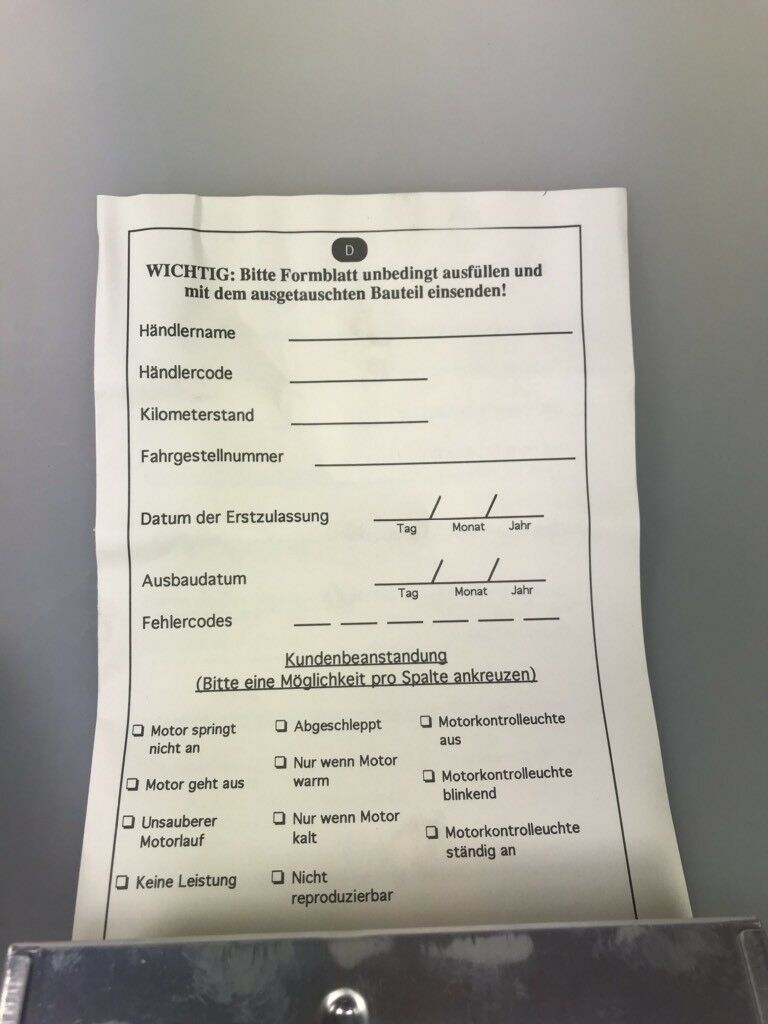 D
WICHTIG: Bitte Formblatt unbedingt ausfüllen und
mit dem ausgetauschten Bauteil einsenden!
Händlername
Händlercode
Kilometerstand
Fahrgestellnummer
Datum der Erstzulassung
Tag Monat Jahr
Ausbaudatum
Tag Monat Jahr
Fehlercodes
Kundenbeanstandung
(Bitte eine Möglichkeit pro Spalte ankreuzen)
Motor springt
nicht an
Motor geht aus
Unsauberer
Motorlauf
Keine Leistung
Abgeschleppt
Nur wenn Motor
warm
Nur wenn Motor
kalt
Nicht
reproduzierbar
Motorkontrolleuchte
aus
Motorkontrolleuchte
blinkend
Motorkontrolleuchte
ständig an